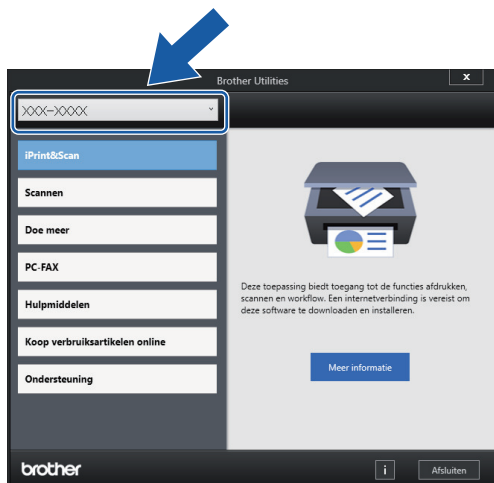 Brother Utilities
x
XXX-XXXX
iPrint&Scan
Scannen
Doe meer
PC-FAX
Hulpmiddelen
Koop verbruiksartikelen online
Ondersteuning
Deze toepassing biedt toegang tot de functies afdrukken,
scannen en workflow. Een internetverbinding is vereist om
deze software te downloaden en installeren.
Meer informatie
brother
i
Afsluiten